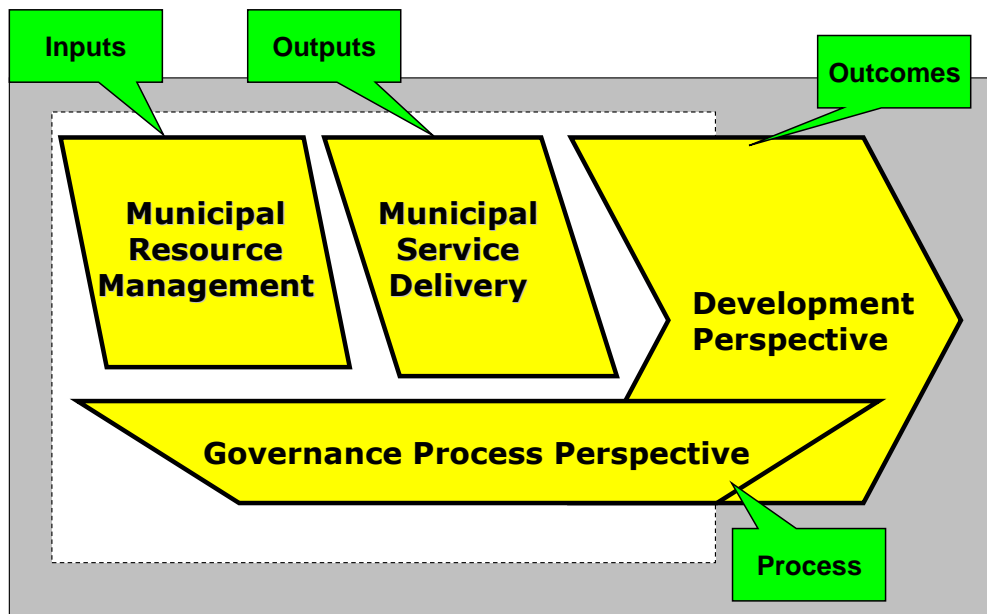 Inputs
Outputs
Outcomes
Municipal
Resource
Management
Municipal
Service
Delivery
Development
Perspective
Governance Process Perspective
Process